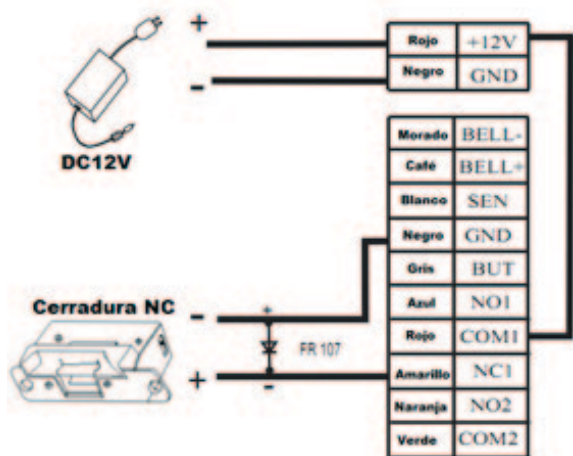 +
-
DC12V
Rojo +12V
Negro GND
Morado BELL-
Café BELL+
Blanco SEN
Negro GND
Gris BUT
Azul NO1
Rojo COM1
Amarillo NC1
Naranja NO2
Verde COM2
Cerradura NC
-
+
+
FR 107
-